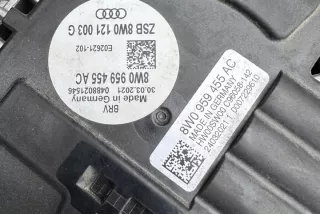 ZSB 8W0 121 003 G
E02621-102
8W0 959 455 AC
30.03.2021 04880215A6
Made in Germany
BRV
8W0 959 455 AC
MADE IN GERMANY